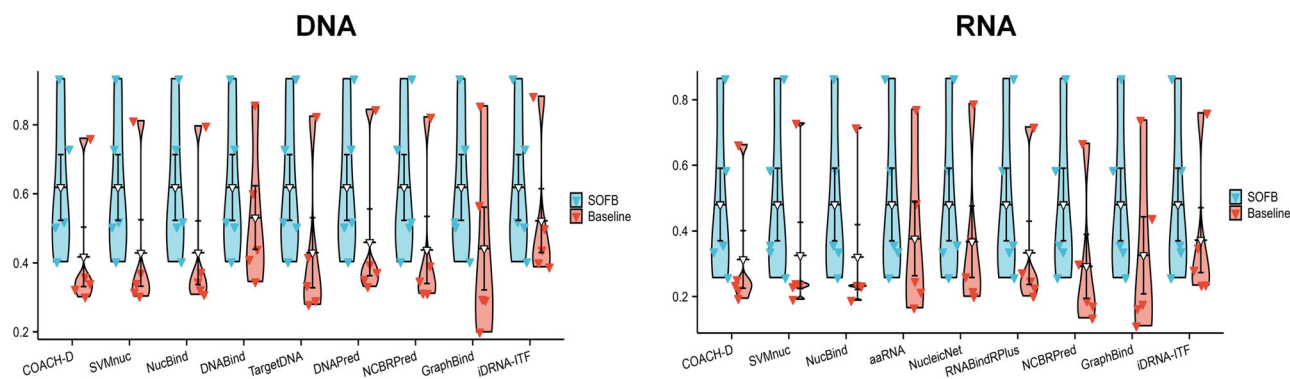 DNA
0.8
0.6
0.4
0.2
COACH-D
SVMnuc
NucBind
DNABind
TargetDNA
DNAPred
NCBRPred
GraphBind
iDRNA-ITF
SOFB
Baseline
RNA
0.8
0.6
0.4
0.2
COACH-D
SVMnuc
NucBind
aaRNA
NucleicNet
RNABindRPlus
NCBRPred
GraphBind
iDRNA-ITF
SOFB
Baseline